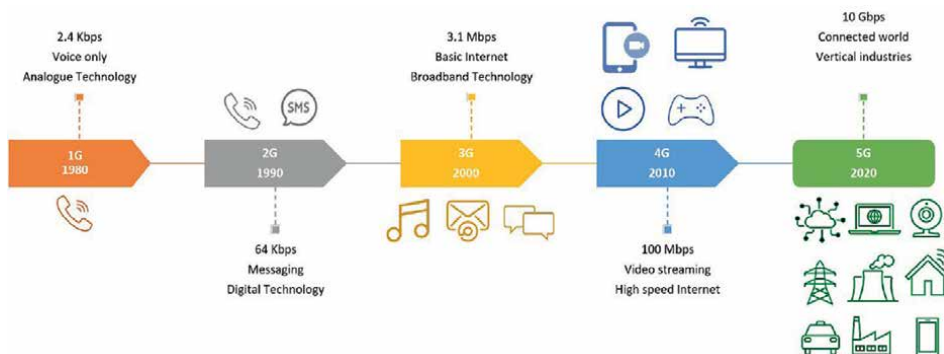 2.4 Kbps
Voice only
Analogue Technology
1G
1980
SMS
2G
1990
64 Kbps
Messaging
Digital Technology
3.1 Mbps
Basic Internet
Broadband Technology
3G
2000
4G
2010
100 Mbps
Video streaming
High speed Internet
10 Gbps
Connected world
Vertical industries
5G
2020